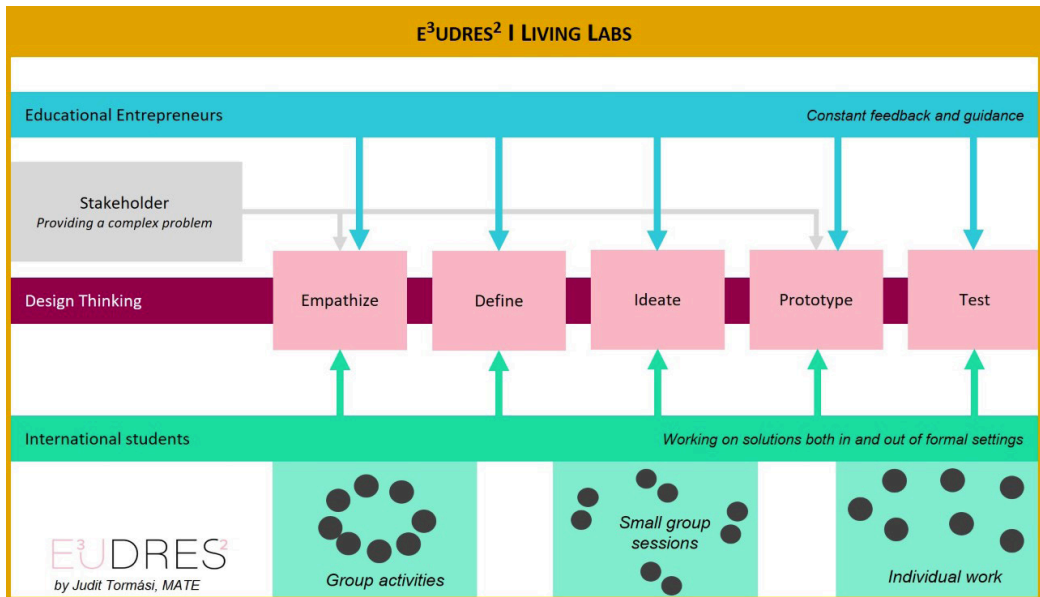 E³UDRES² I LIVING LABS
Educational Entrepreneurs
Constant feedback and guidance
Stakeholder
Providing a complex problem
Design Thinking
Empathize
Define
Ideate
Prototype
Test
International students
Working on solutions both in and out of formal settings
Group activities
Small group
sessions
Individual work
E³UDRES²
by Judit Tormási, MATE